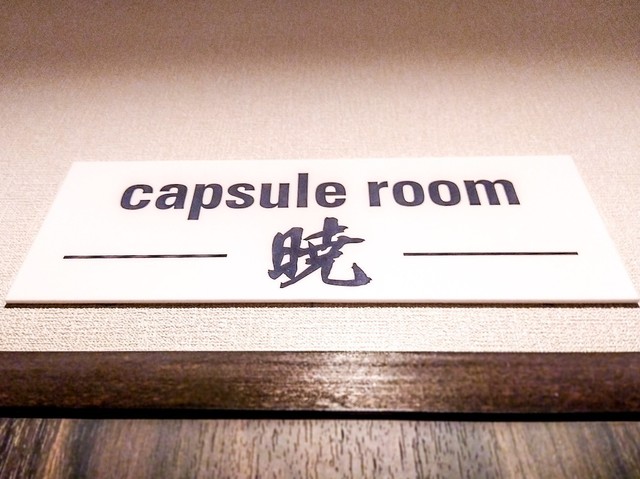 capsule room
暁